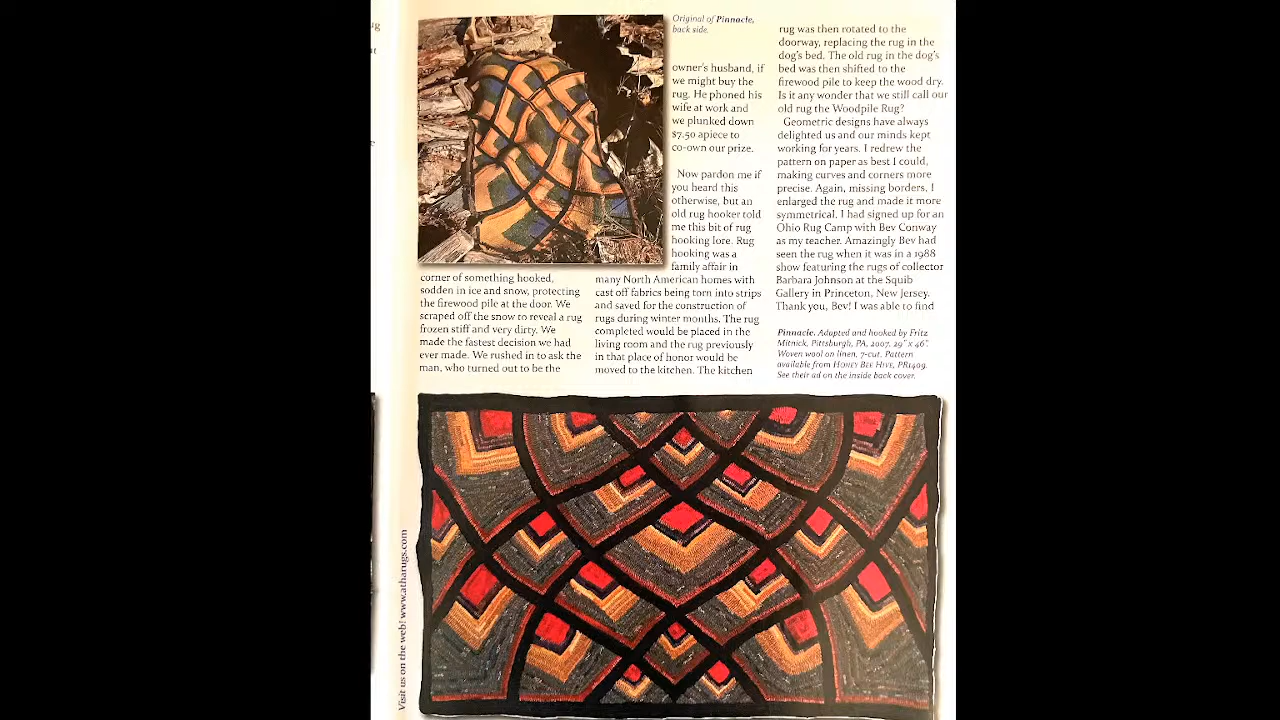 Original of Pinnacle,
back side.
corner of something hooked,
sodden in ice and snow, protecting
the firewood pile at the door. We
scraped off the snow to reveal a rug
frozen stiff and very dirty. We
made the fastest decision we had
ever made. We rushed in to ask the
man, who turned out to be the
owner's husband, if
we might buy the
rug. He phoned his
wife at work and
we plunked down
$7.50 apiece to
co-own our prize.
Now pardon me if
you heard this
otherwise, but an
old rug hooker told
me this bit of rug
hooking lore. Rug
hooking was a
family affair in
many North American homes with
cast off fabrics being torn into strips
and saved for the construction of
rugs during winter months. The rug
completed would be placed in the
living room and the rug previously
in that place of honor would be
moved to the kitchen. The kitchen
rug was then rotated to the
doorway, replacing the rug in the
dog's bed. The old rug in the dog's
bed was then shifted to the
firewood pile to keep the wood dry.
Is it any wonder that we still call our
old rug the Woodpile Rug?
Geometric designs have always
delighted us and our minds kept
working for years. I redrew the
pattern on paper as best I could,
making curves and corners more
precise. Again, missing borders, I
enlarged the rug and made it more
symmetrical. I had signed up for an
Ohio Rug Camp with Bev Conway
as my teacher. Amazingly Bev had
seen the rug when it was in a 1988
show featuring the rugs of collector
Barbara Johnson at the Squib
Gallery in Princeton, New Jersey.
Thank you, Bev! I was able to find
Pinnacle. Adapted and hooked by Fritz
Mitnick, Pittsburgh, PA, 2007. 29" x 46".
Woven wool on linen, 7-cut. Pattern
available from HONEY BEE HIVE, PR1409.
See their ad on the inside back cover.
Visit us on the web! www.atharugs.com